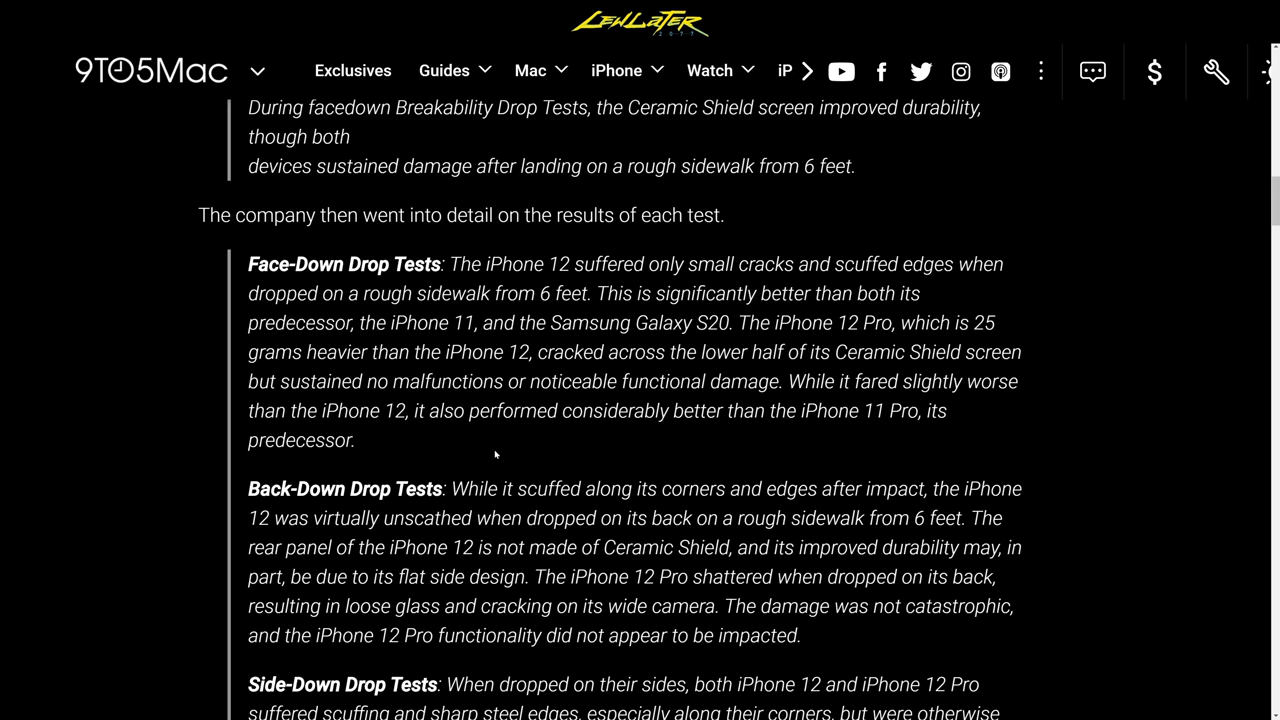 LEWLATER
2077
9TO5Mac
Exclusives Guides Mac iPhone Watch iP
During facedown Breakability Drop Tests, the Ceramic Shield screen improved durability,
though both
devices sustained damage after landing on a rough sidewalk from 6 feet.
The company then went into detail on the results of each test.
Face-Down Drop Tests: The iPhone 12 suffered only small cracks and scuffed edges when
dropped on a rough sidewalk from 6 feet. This is significantly better than both its
predecessor, the iPhone 11, and the Samsung Galaxy S20. The iPhone 12 Pro, which is 25
grams heavier than the iPhone 12, cracked across the lower half of its Ceramic Shield screen
but sustained no malfunctions or noticeable functional damage. While it fared slightly worse
than the iPhone 12, it also performed considerably better than the iPhone 11 Pro, its
predecessor.
Back-Down Drop Tests: While it scuffed along its corners and edges after impact, the iPhone
12 was virtually unscathed when dropped on its back on a rough sidewalk from 6 feet. The
rear panel of the iPhone 12 is not made of Ceramic Shield, and its improved durability may, in
part, be due to its flat side design. The iPhone 12 Pro shattered when dropped on its back,
resulting in loose glass and cracking on its wide camera. The damage was not catastrophic,
and the iPhone 12 Pro functionality did not appear to be impacted.
Side-Down Drop Tests: When dropped on their sides, both iPhone 12 and iPhone 12 Pro
suffered scuffing and sharp steel edges, especially along their corners, but were otherwise